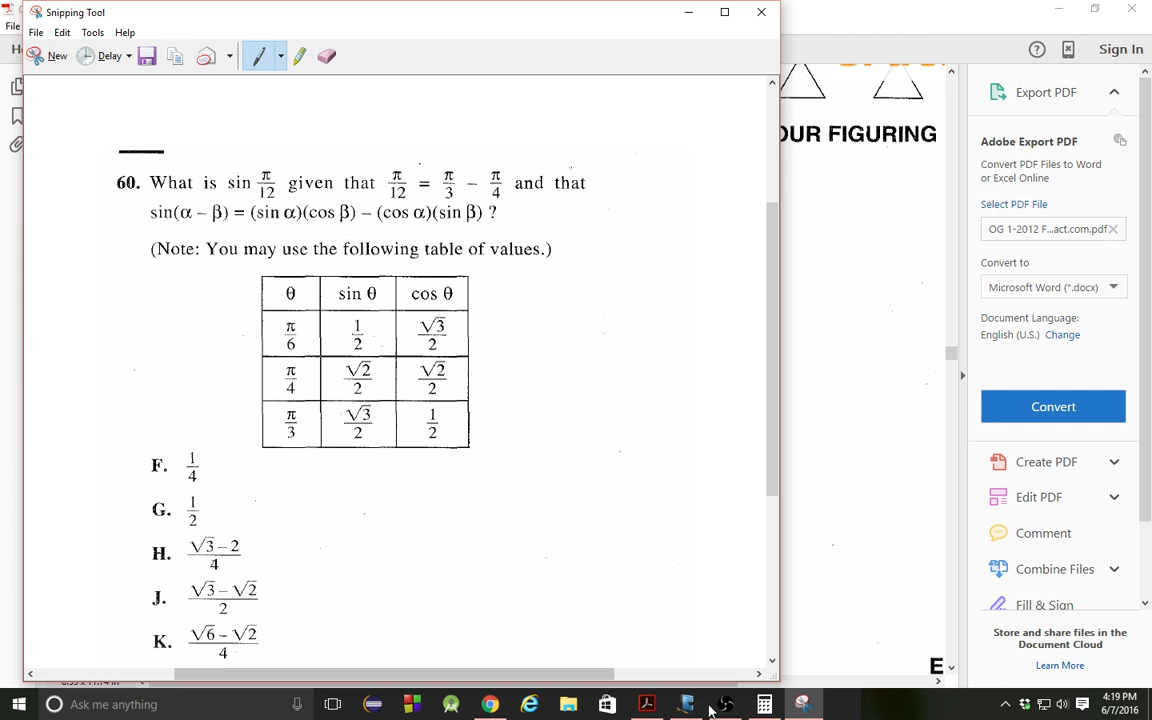 Snipping Tool
File Edit Tools Help
New Delay
60. What is sin π/12 given that π/12 = π/3 − π/4 and that
sin(α − β) = (sin α)(cos β) − (cos α)(sin β) ?
(Note: You may use the following table of values.)
θ sin θ cos θ
π/6 1/2 √3/2
π/4 √2/2 √2/2
π/3 √3/2 1/2
F. 1/4
G. 1/2
H. √3 − 2/4
J. √3 − √2/2
K. √6 − √2/4
File
Sign In
OUR FIGURING
E
Export PDF
Adobe Export PDF
Convert PDF Files to Word
or Excel Online
Select PDF File
OG 1-2012 F...act.com.pdf
Convert to
Microsoft Word (*.docx)
Document Language:
English (U.S.) Change
Convert
Create PDF
Edit PDF
Comment
Combine Files
Fill & Sign
Store and share files in the
Document Cloud
Learn More
Ask me anything
4:19 PM
6/7/2016